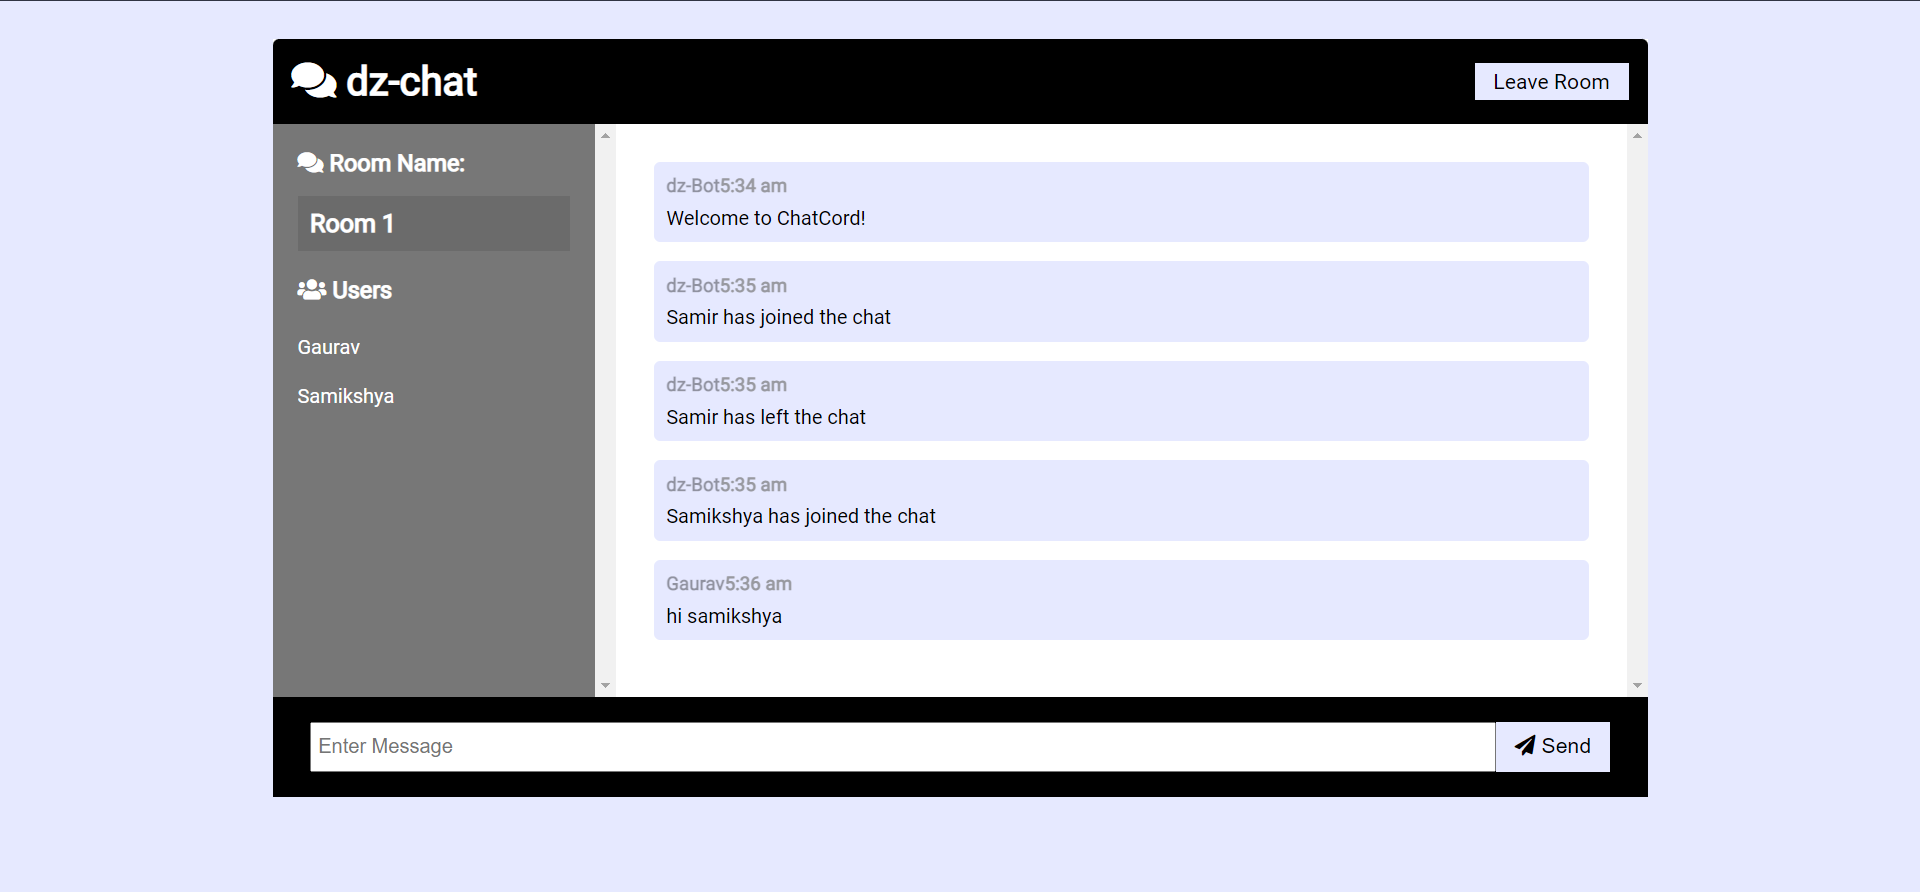 dz-chat
Leave Room
Room Name:
Room 1
Users
Gaurav
Samikshya
dz-Bot5:34 am
Welcome to ChatCord!
dz-Bot5:35 am
Samir has joined the chat
dz-Bot5:35 am
Samir has left the chat
dz-Bot5:35 am
Samikshya has joined the chat
Gaurav5:36 am
hi samikshya
Enter Message
Send